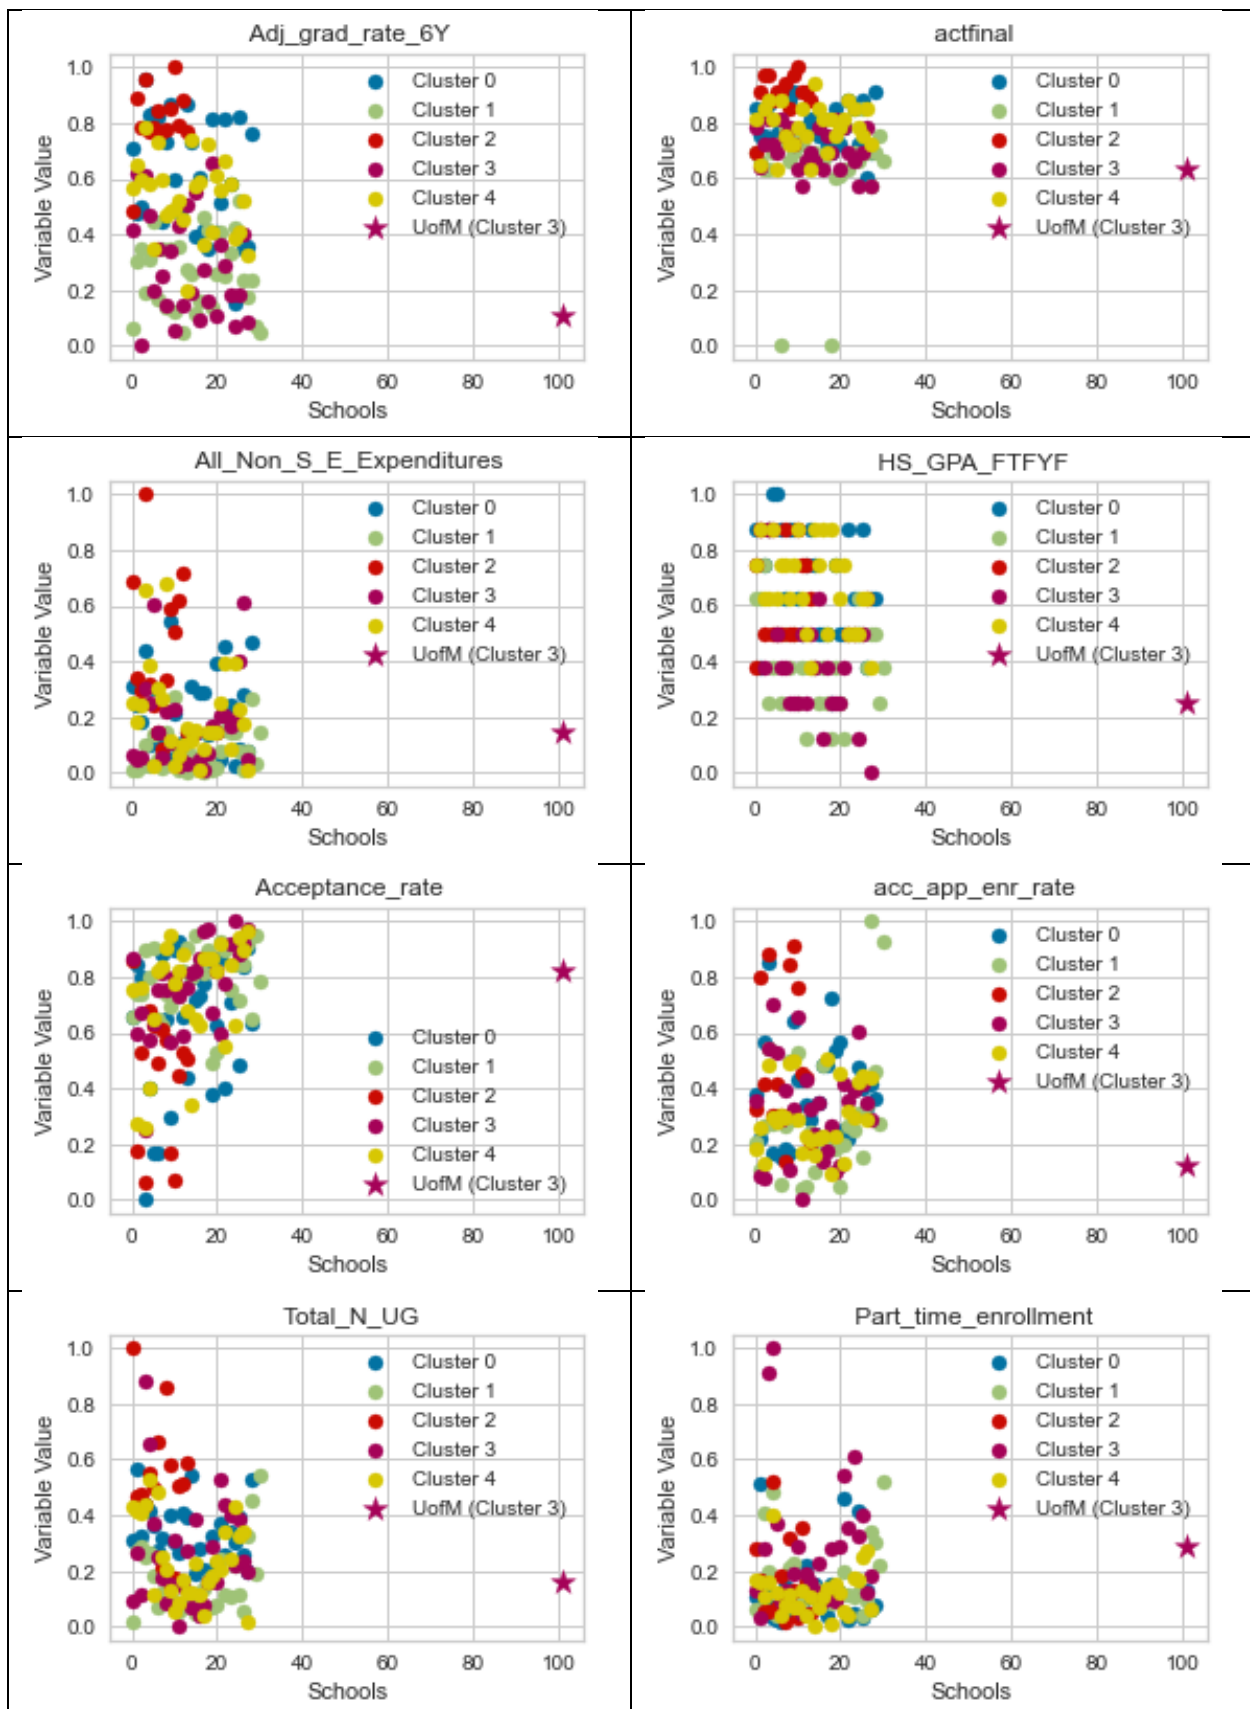 Adj_grad_rate_6Y
Variable Value
1.0
0.8
0.6
0.4
0.2
0.0
Cluster 0
Cluster 1
Cluster 2
Cluster 3
Cluster 4
UofM (Cluster 3)
0 20 40 60 80 100
Schools
actfinal
Variable Value
1.0
0.8
0.6
0.4
0.2
0.0
Cluster 0
Cluster 1
Cluster 2
Cluster 3
Cluster 4
UofM (Cluster 3)
0 20 40 60 80 100
Schools
All_Non_S_E_Expenditures
Variable Value
1.0
0.8
0.6
0.4
0.2
0.0
Cluster 0
Cluster 1
Cluster 2
Cluster 3
Cluster 4
UofM (Cluster 3)
0 20 40 60 80 100
Schools
HS_GPA_FTFYF
Variable Value
1.0
0.8
0.6
0.4
0.2
0.0
Cluster 0
Cluster 1
Cluster 2
Cluster 3
Cluster 4
UofM (Cluster 3)
0 20 40 60 80 100
Schools
Acceptance_rate
Variable Value
1.0
0.8
0.6
0.4
0.2
0.0
Cluster 0
Cluster 1
Cluster 2
Cluster 3
Cluster 4
UofM (Cluster 3)
0 20 40 60 80 100
Schools
acc_app_enr_rate
Variable Value
1.0
0.8
0.6
0.4
0.2
0.0
Cluster 0
Cluster 1
Cluster 2
Cluster 3
Cluster 4
UofM (Cluster 3)
0 20 40 60 80 100
Schools
Total_N_UG
Variable Value
1.0
0.8
0.6
0.4
0.2
0.0
Cluster 0
Cluster 1
Cluster 2
Cluster 3
Cluster 4
UofM (Cluster 3)
0 20 40 60 80 100
Schools
Part_time_enrollment
Variable Value
1.0
0.8
0.6
0.4
0.2
0.0
Cluster 0
Cluster 1
Cluster 2
Cluster 3
Cluster 4
UofM (Cluster 3)
0 20 40 60 80 100
Schools